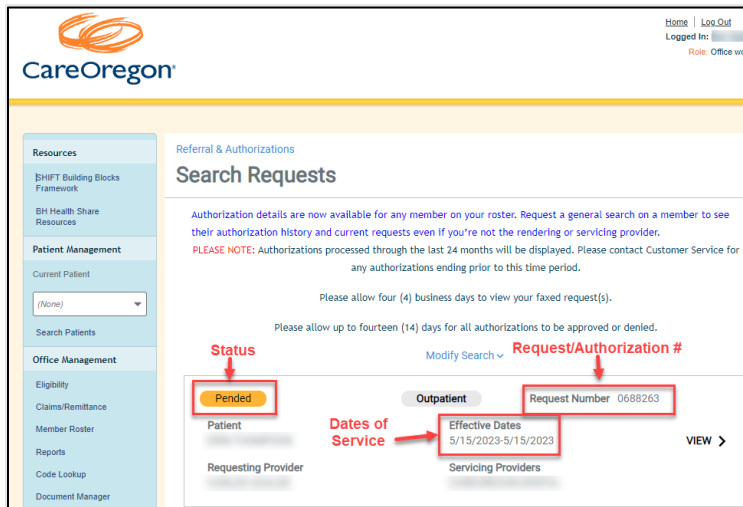 Home | Log Out
Logged In:
Role: Office wo
CareOregon®
Resources
SHIFT Building Blocks
Framework
BH Health Share
Resources
Patient Management
Current Patient
(None)
Search Patients
Office Management
Eligibility
Claims/Remittance
Member Roster
Reports
Code Lookup
Document Manager
Referral & Authorizations
Search Requests
Authorization details are now available for any member on your roster. Request a general search on a member to see
their authorization history and current requests even if you're not the rendering or servicing provider.
PLEASE NOTE: Authorizations processed through the last 24 months will be displayed. Please contact Customer Service for
any authorizations ending prior to this time period.
Please allow four (4) business days to view your faxed request(s).
Please allow up to fourteen (14) days for all authorizations to be approved or denied.
Status
Modify Search
Request/Authorization #
Pended
Outpatient
Request Number 0688263
Patient
Dates of
Service
Effective Dates
5/15/2023-5/15/2023
VIEW
Requesting Provider
Servicing Providers